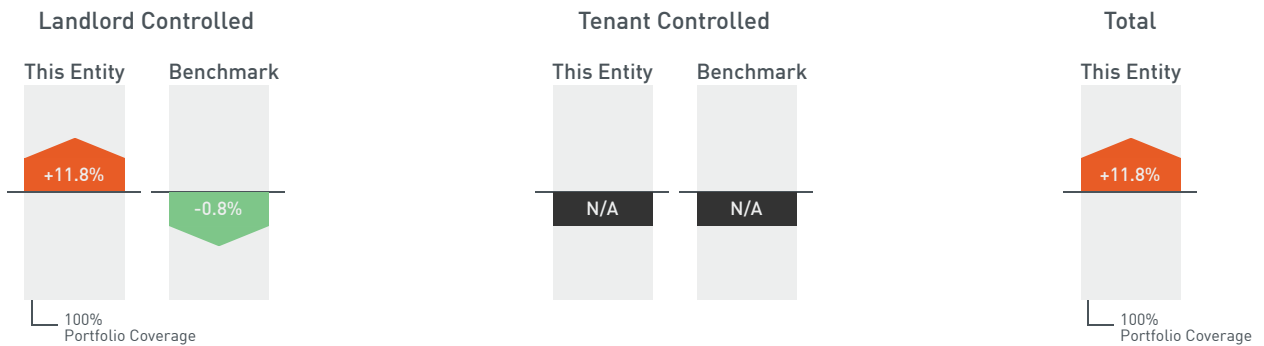 Landlord Controlled
This Entity
Benchmark
+11.8%
-0.8%
100%
Portfolio Coverage
Tenant Controlled
This Entity
Benchmark
N/A
N/A
Total
This Entity
+11.8%
100%
Portfolio Coverage